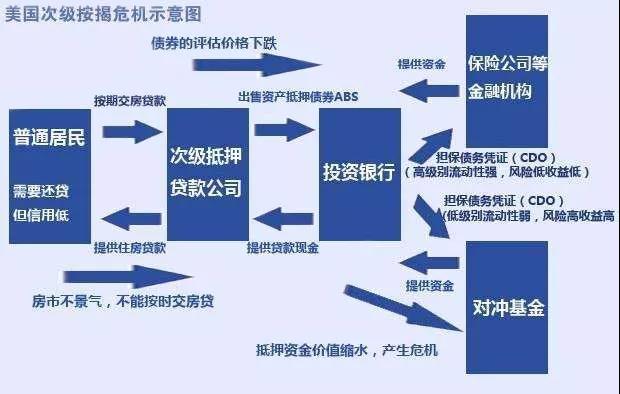 美国次级按揭危机示意图
债券的评估价格下跌
提供资金
保险公司等
金融机构
按期交房贷款
出售资产抵押债券ABS
普通居民
需要还贷
但信用低
次级抵押
贷款公司
投资银行
担保债务凭证（CDO）
（高级别流动性强，风险低收益低）
担保债务凭证（CDO）
（低级别流动性弱，风险高收益高
提供住房贷款
提供贷款现金
提供资金
对冲基金
房市不景气，不能按时交房贷
抵押资金价值缩水，产生危机